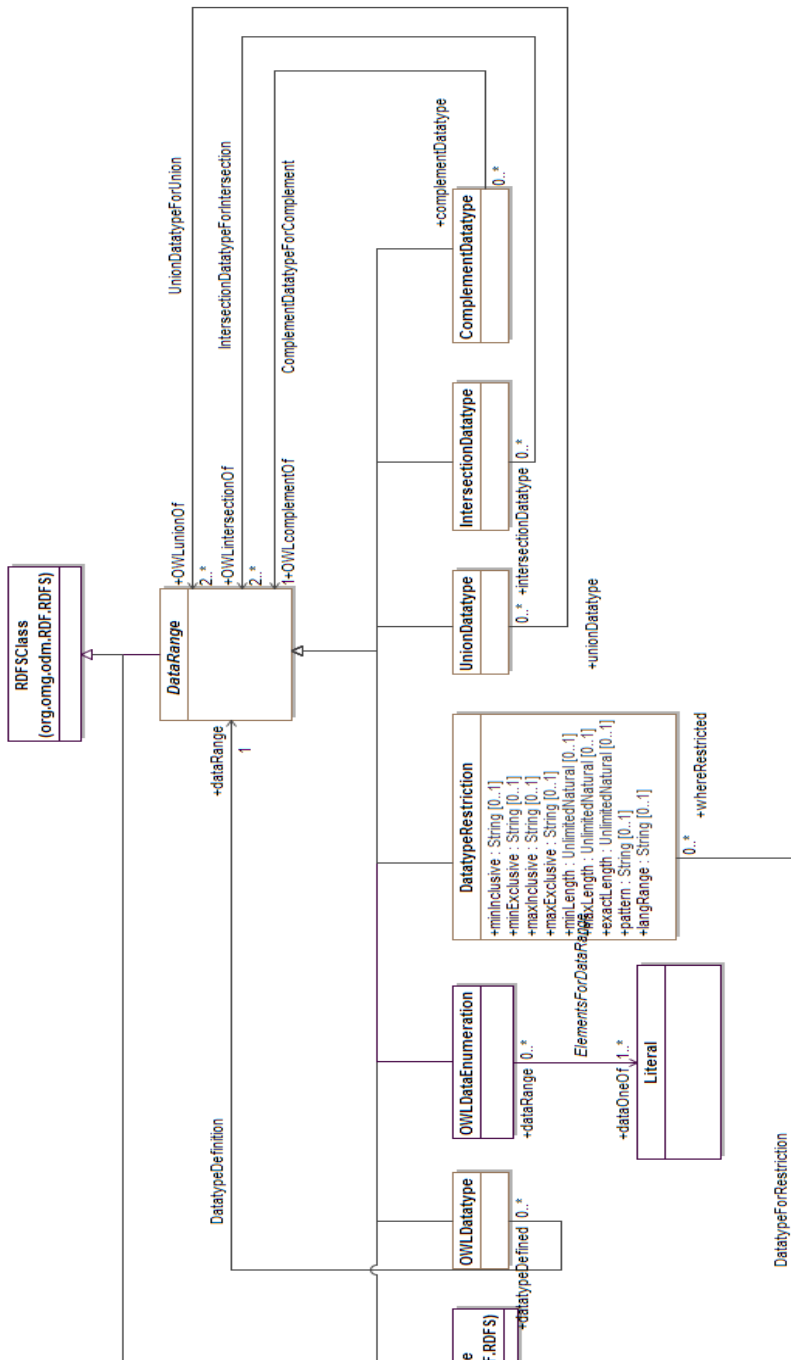 RDFSClass
(org.omg.odm.RDF.RDFS)
DataRange
+OWLunionOf
2..*
+OWLintersectionOf
2..*
1
+OWLcomplementOf
UnionDatatypeForUnion
IntersectionDatatypeForIntersection
ComplementDatatypeForComplement
+dataRange
1
DatatypeDefinition
ComplementDatatype
+complementDatatype
0..*
IntersectionDatatype
+intersectionDatatype
0..*
UnionDatatype
0..*
+unionDatatype
DatatypeRestriction
+minInclusive : String [0..1]
+minExclusive : String [0..1]
+maxInclusive : String [0..1]
+maxExclusive : String [0..1]
+minLength : UnlimitedNatural [0..1]
+maxLength : UnlimitedNatural [0..1]
+exactLength : UnlimitedNatural [0..1]
+pattern : String [0..1]
+langRange : String [0..1]
0..*
+whereRestricted
OWLDataEnumeration
+dataRange
0..*
ElementsForDataRange
+dataOneOf
1..*
Literal
OWLDatatype
+datatypeDefined
0..*
DatatypeForRestriction
e
F.RDFS)